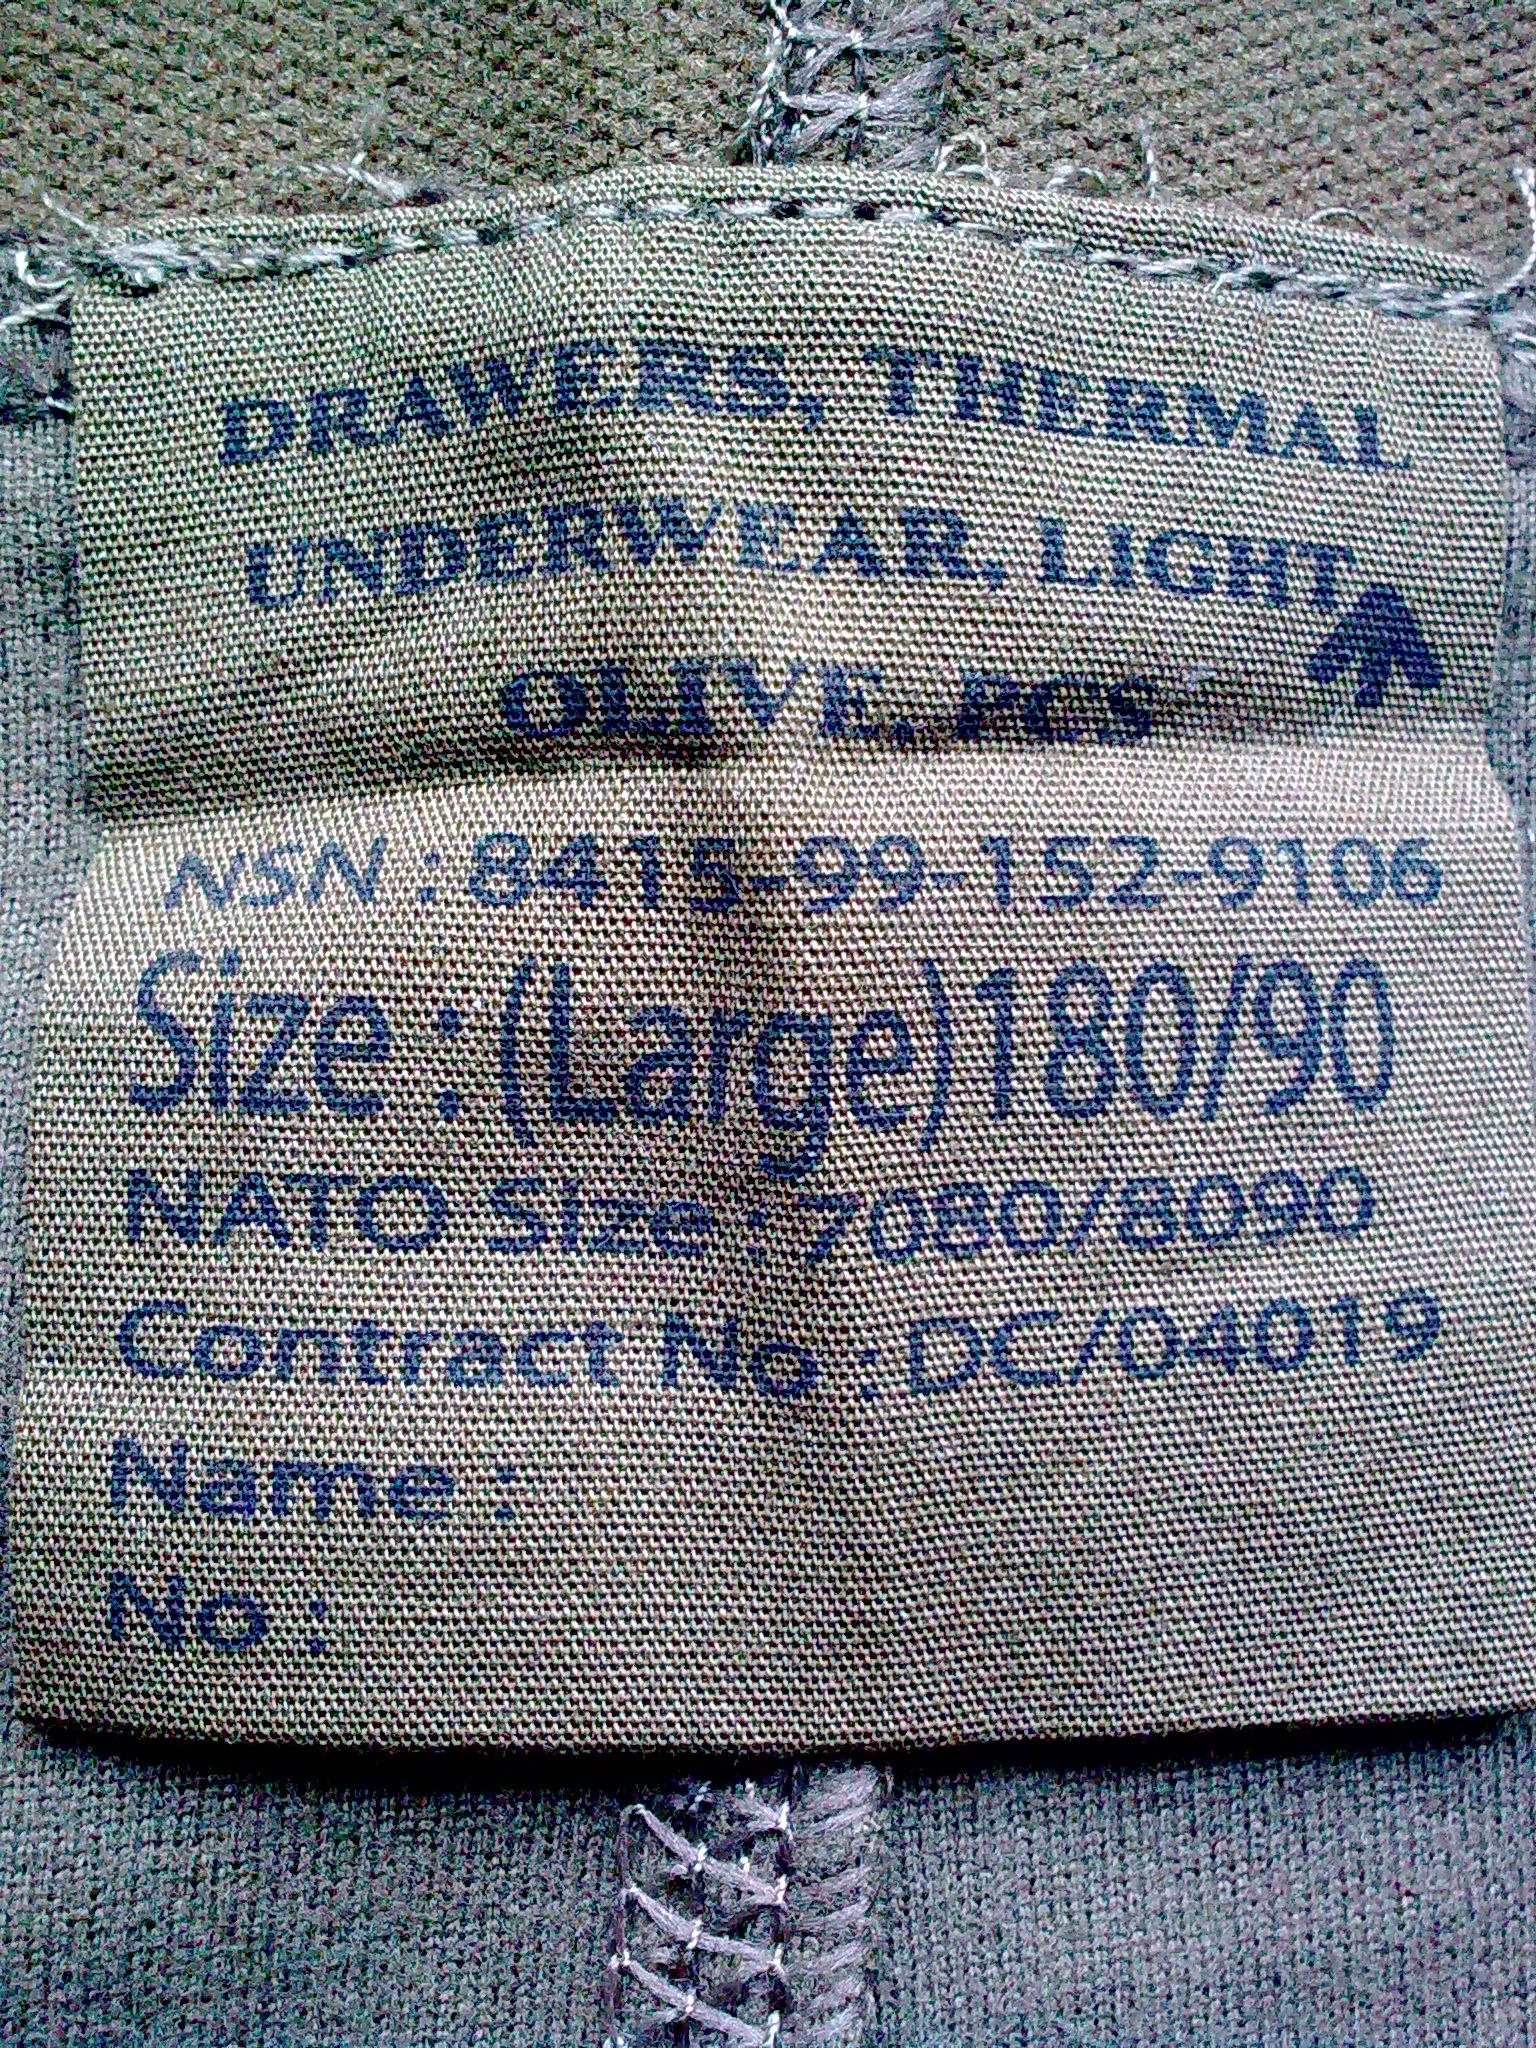 DRAWERS, THERMAL
UNDERWEAR, LIGHT
OLIVE, PCS
NSN : 8415-99-152-9106
Size : (Large) 180/90
NATO Size : 7080/8090
Contract No : DC/04019
Name :
No :